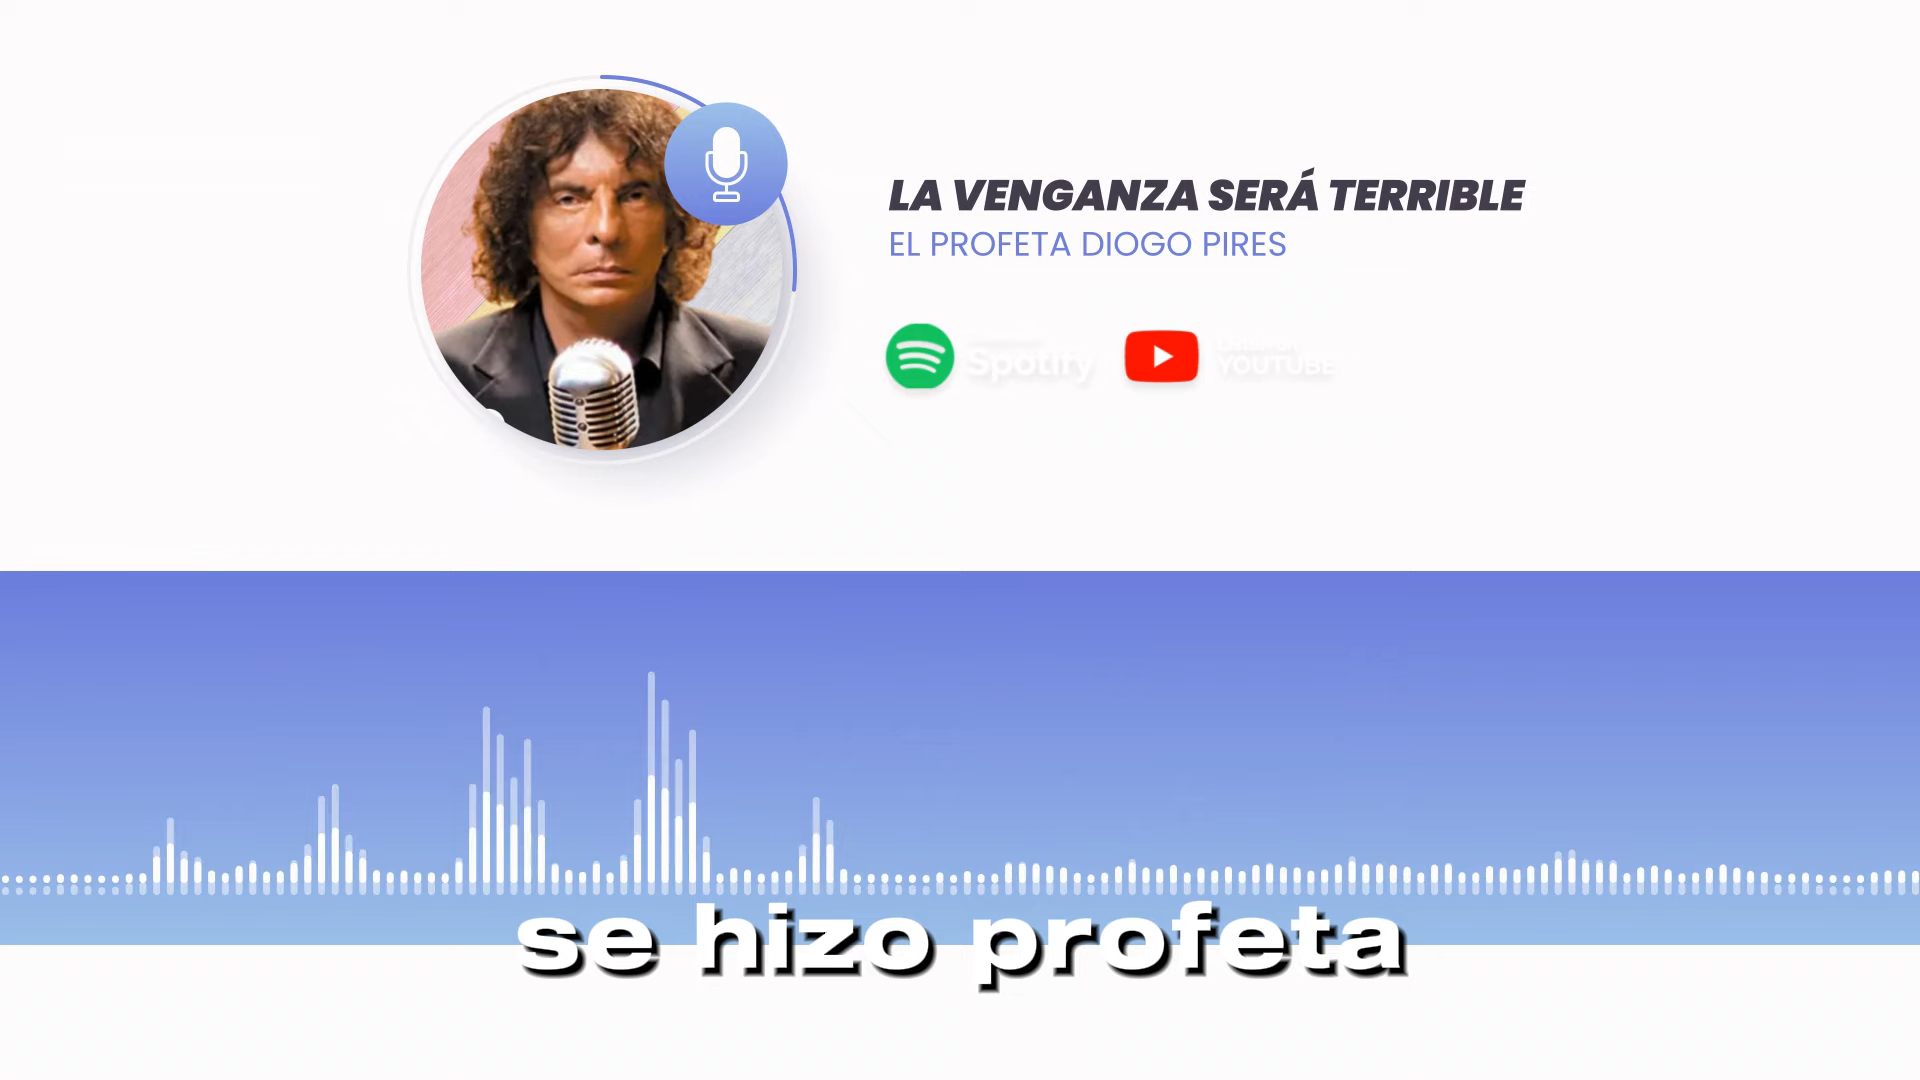 LA VENGANZA SERÁ TERRIBLE
EL PROFETA DIOGO PIRES
Spotify
YOUTUBE
se hizo profeta